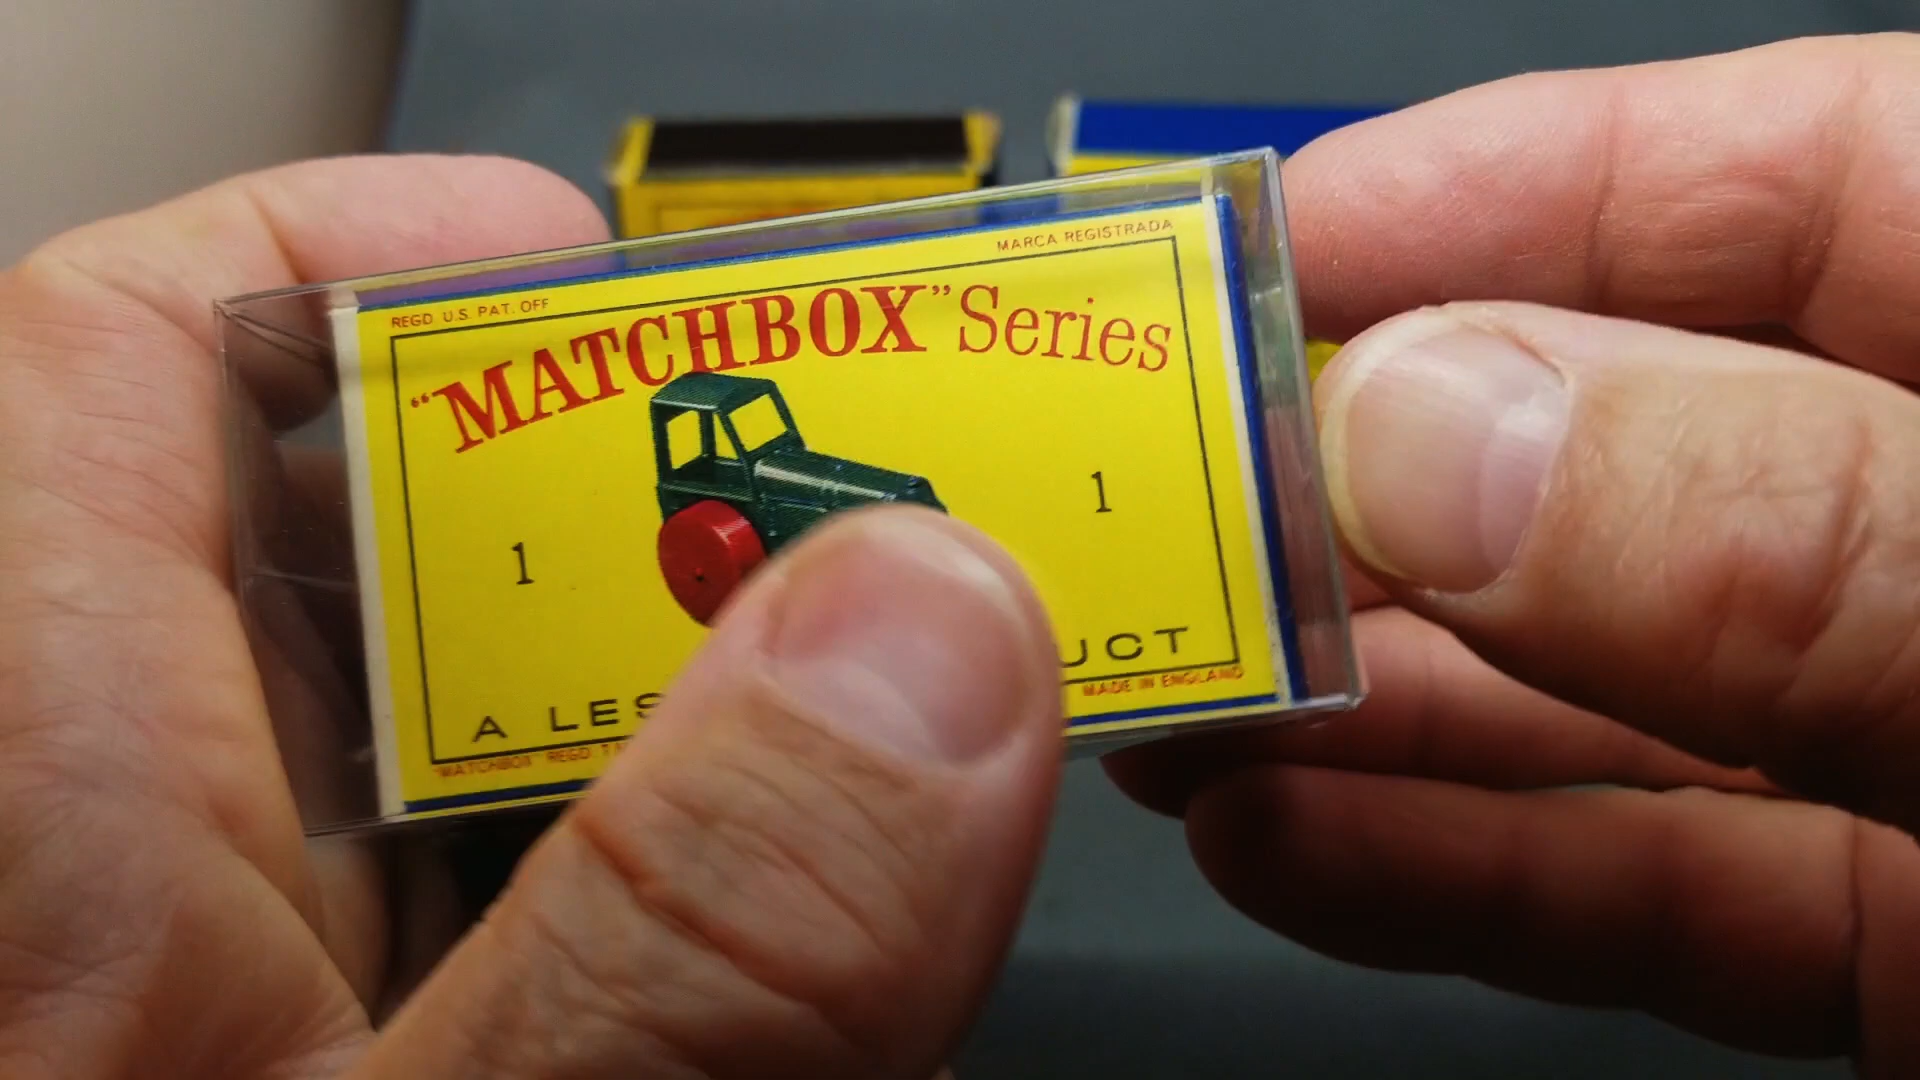 REGD U.S. PAT. OFF MARCA REGISTRADA
"MATCHBOX" Series
1 1
A LES UCT
MADE IN ENGLAND
"MATCHBOX" REGD. T.M